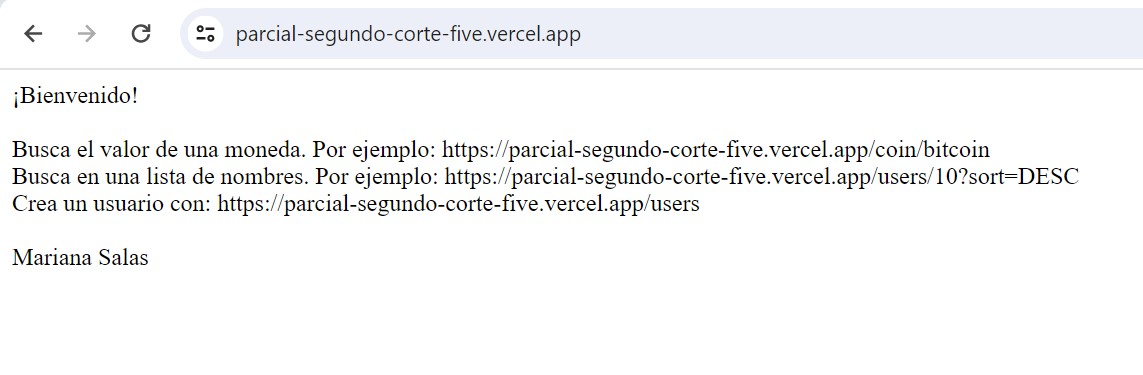 parcial-segundo-corte-five.vercel.app
¡Bienvenido!
Busca el valor de una moneda. Por ejemplo: https://parcial-segundo-corte-five.vercel.app/coin/bitcoin
Busca en una lista de nombres. Por ejemplo: https://parcial-segundo-corte-five.vercel.app/users/10?sort=DESC
Crea un usuario con: https://parcial-segundo-corte-five.vercel.app/users
Mariana Salas